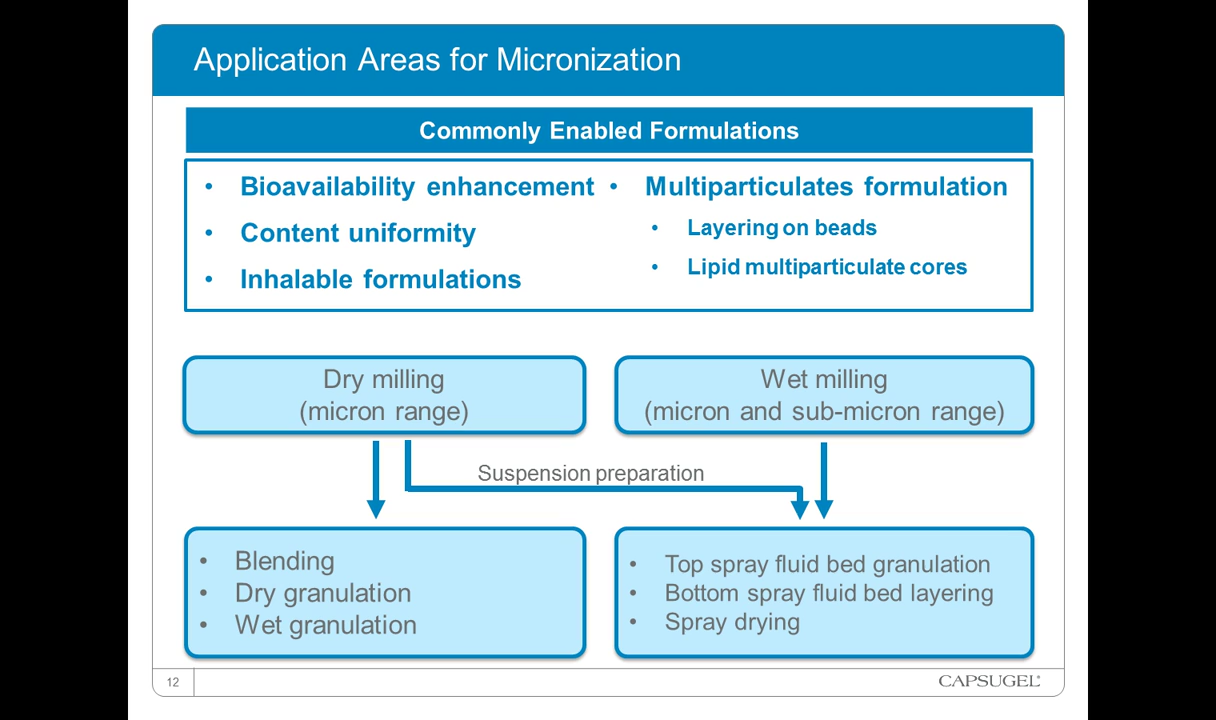 Application Areas for Micronization
Commonly Enabled Formulations
• Bioavailability enhancement
• Content uniformity
• Inhalable formulations
• Multiparticulates formulation
• Layering on beads
• Lipid multiparticulate cores
Dry milling
(micron range)
Wet milling
(micron and sub-micron range)
Suspension preparation
• Blending
• Dry granulation
• Wet granulation
• Top spray fluid bed granulation
• Bottom spray fluid bed layering
• Spray drying
12
CAPSUGEL®